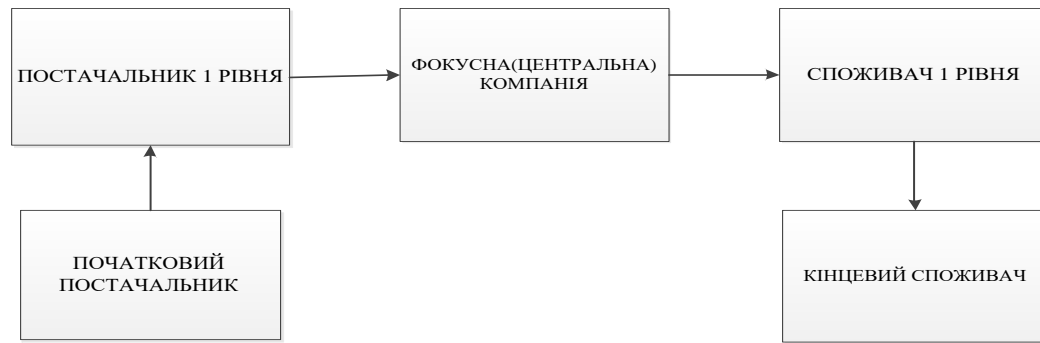 ПОСТАЧАЛЬНИК 1 РІВНЯ
ФОКУСНА(ЦЕНТРАЛЬНА)
КОМПАНІЯ
СПОЖИВАЧ 1 РІВНЯ
ПОЧАТКОВИЙ
ПОСТАЧАЛЬНИК
КІНЦЕВИЙ СПОЖИВАЧ